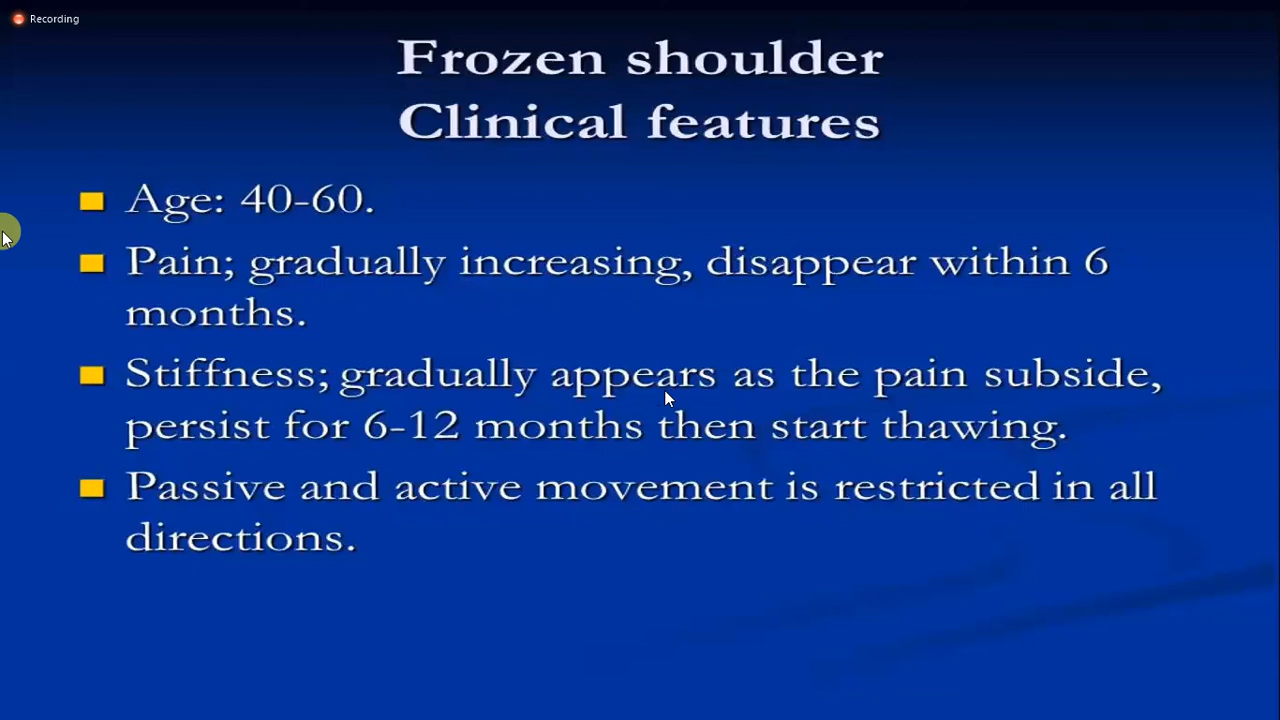 Recording
Frozen shoulder
Clinical features
Age: 40-60.
Pain; gradually increasing, disappear within 6
months.
Stiffness; gradually appears as the pain subside,
persist for 6-12 months then start thawing.
Passive and active movement is restricted in all
directions.